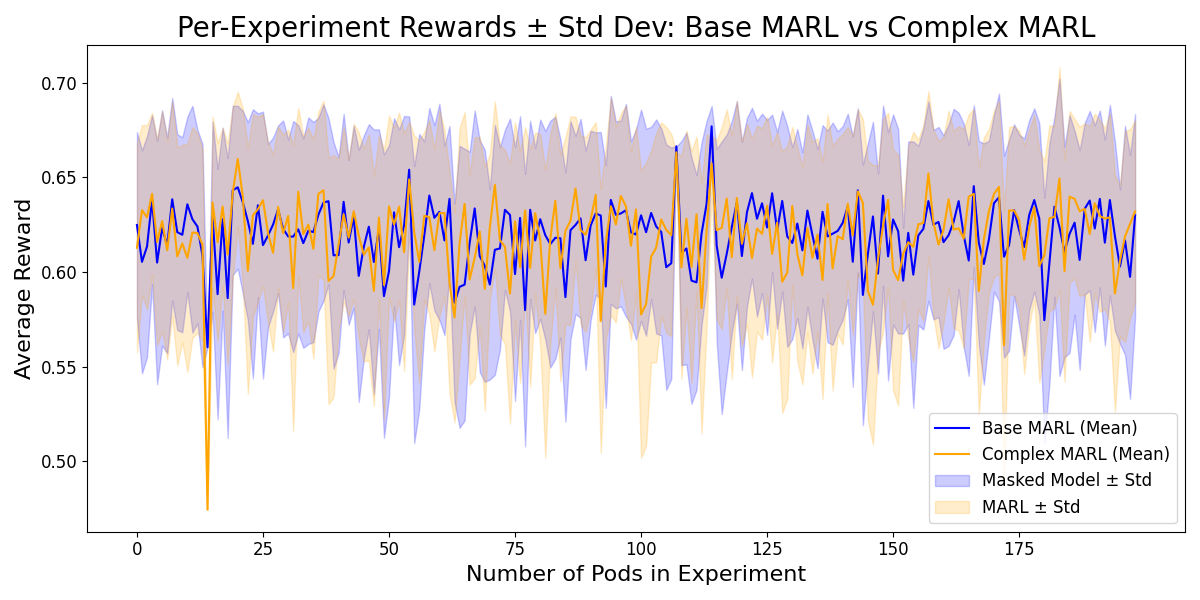 Per-Experiment Rewards ± Std Dev: Base MARL vs Complex MARL
Average Reward
0.70
0.65
0.60
0.55
0.50
Base MARL (Mean)
Complex MARL (Mean)
Masked Model ± Std
MARL ± Std
0 25 50 75 100 125 150 175
Number of Pods in Experiment